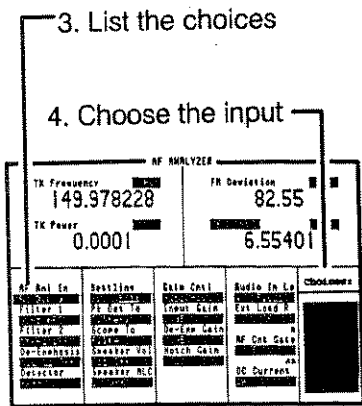 3. List the choices
4. Choose the input
AF ANALYZER
TX Frequency
FM Deviation
149.978228
82.55
TX Power
0.0001
6.55401
AF Anl In
Filter 1
Filter 2
De-Emphasis
Detector
Settling
Pk Det To
Scope To
Speaker Vol
Speaker ALC
Gain Cntl
Input Gain
De-Emp Gain
Notch Gain
Audio In Lo
Ext Load R
AF Cnt Gate
DC Current
Choices: